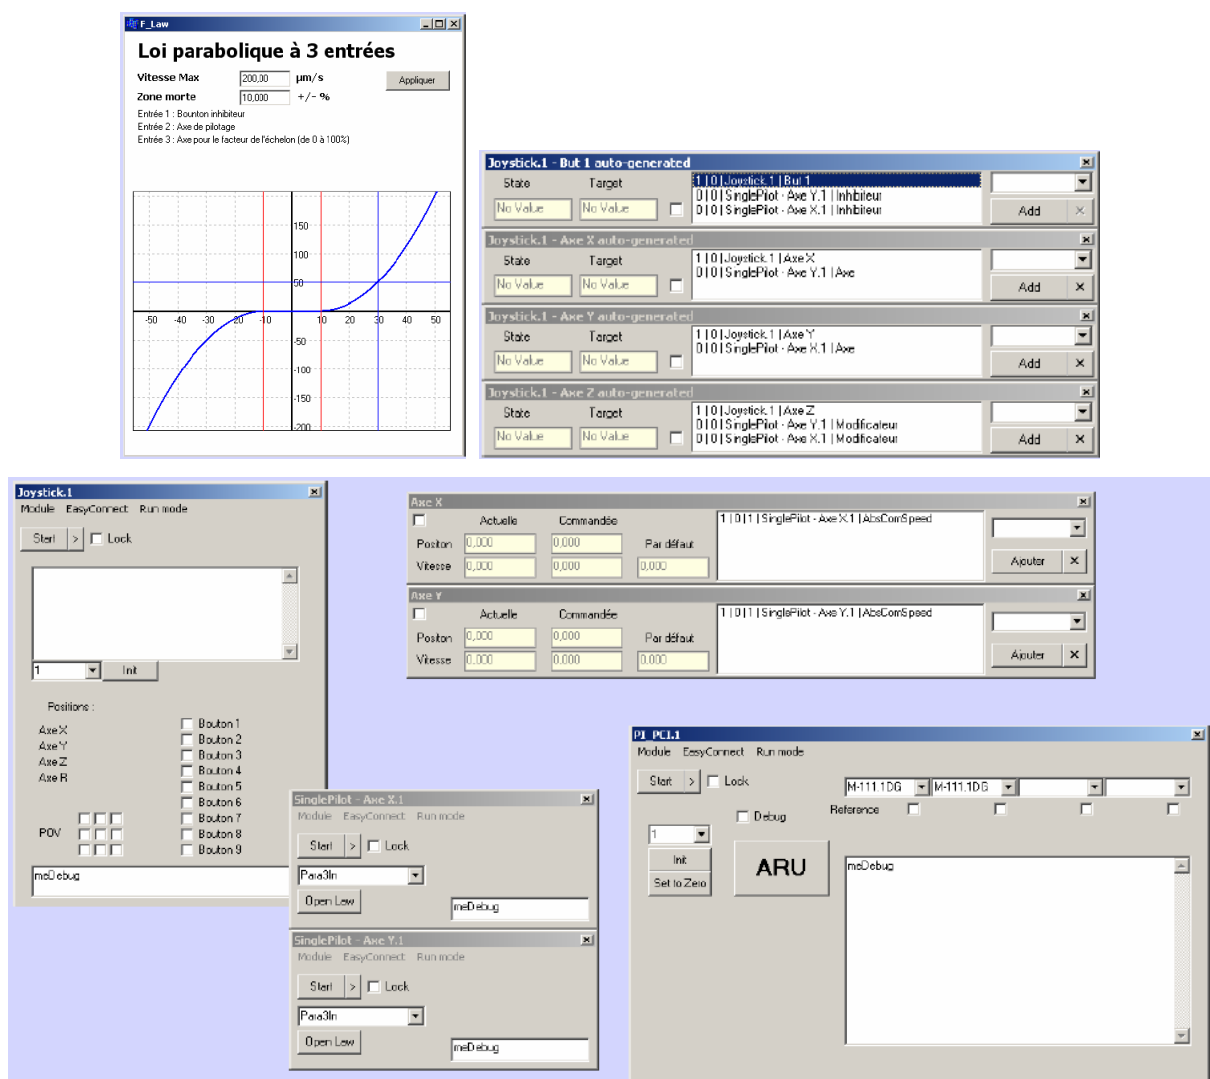 F_Law
Loi parabolique à 3 entrées
Vitesse Max 200,00 µm/s Appliquer
Zone morte 10,000 +/- %
Entrée 1 : Bounton inhibiteur
Entrée 2 : Axe de pilotage
Entrée 3 : Axe pour le facteur de l'échelon (de 0 à 100%)
150
100
50
-50 -40 -30 -20 -10 10 20 30 40 50
-50
-100
-150
-200
Joystick.1 - But 1 auto-generated
State Target
1|0|Joystick.1|But 1
0|0|SinglePilot - Axe Y.1|Inhibiteur
No Value No Value 0|0|SinglePilot - Axe X.1|Inhibiteur Add ×
Joystick.1 - Axe X auto-generated
State Target
1|0|Joystick.1|Axe X
0|0|SinglePilot - Axe Y.1|Axe
No Value No Value Add ×
Joystick.1 - Axe Y auto-generated
State Target
1|0|Joystick.1|Axe Y
0|0|SinglePilot - Axe X.1|Axe
No Value No Value Add ×
Joystick.1 - Axe Z auto-generated
State Target
1|0|Joystick.1|Axe Z
0|0|SinglePilot - Axe Y.1|Modificateur
No Value No Value 0|0|SinglePilot - Axe X.1|Modificateur Add ×
Joystick.1
Module EasyConnect Run mode
Start > Lock
1 Init
Positions :
Axe X
Axe Y
Axe Z
Axe R
POV
Bouton 1
Bouton 2
Bouton 3
Bouton 4
Bouton 5
Bouton 6
Bouton 7
Bouton 8
Bouton 9
meDebug
Axe X
Actuelle Commandée 1|0|1|SinglePilot - Axe X.1|AbsComSpeed
Position 0,000 0,000 Par défaut
Vitesse 0,000 0,000 0,000 Ajouter ×
Axe Y
Actuelle Commandée 1|0|1|SinglePilot - Axe Y.1|AbsComSpeed
Position 0,000 0,000 Par défaut
Vitesse 0,000 0,000 0,000 Ajouter ×
SinglePilot - Axe X.1
Module EasyConnect Run mode
Start > Lock
Para3In
Open Law meDebug
SinglePilot - Axe Y.1
Module EasyConnect Run mode
Start > Lock
Para3In
Open Law meDebug
PI_PCI.1
Module EasyConnect Run mode
Start > Lock M-111.1DG M-111.1DG
Reference
Debug
1
Init
Set to Zero
ARU
meDebug